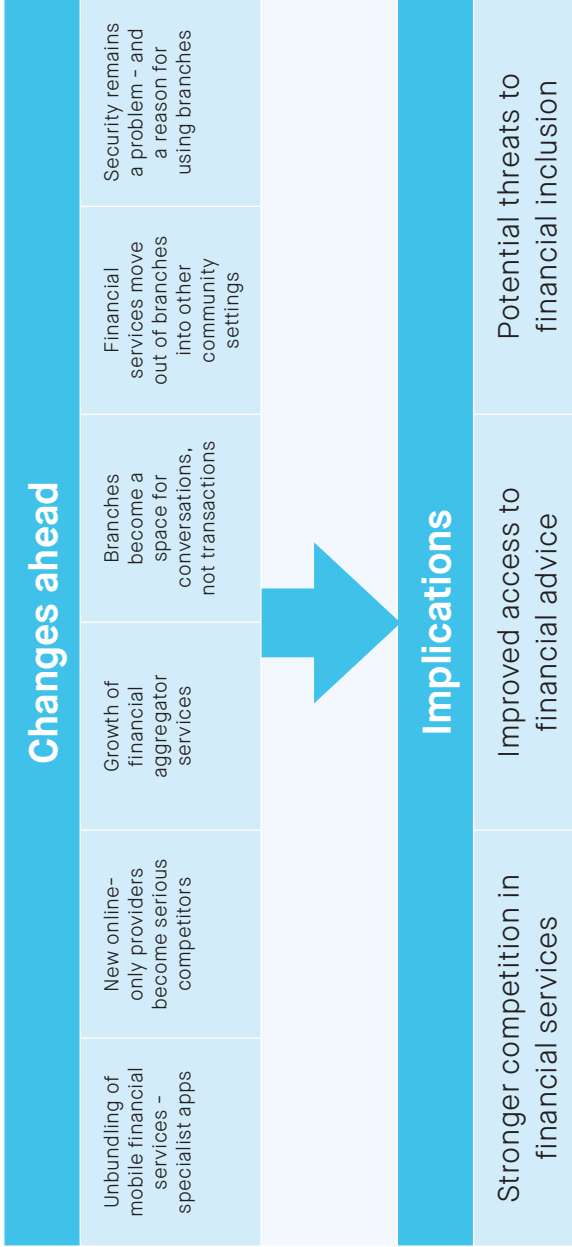 Changes ahead
Unbundling of
mobile financial
services -
specialist apps
New online-
only providers
become serious
competitors
Growth of
financial
aggregator
services
Branches
become a
space for
conversations,
not transactions
Financial
services move
out of branches
into other
community
settings
Security remains
a problem - and
a reason for
using branches
Implications
Stronger competition in
financial services
Improved access to
financial advice
Potential threats to
financial inclusion